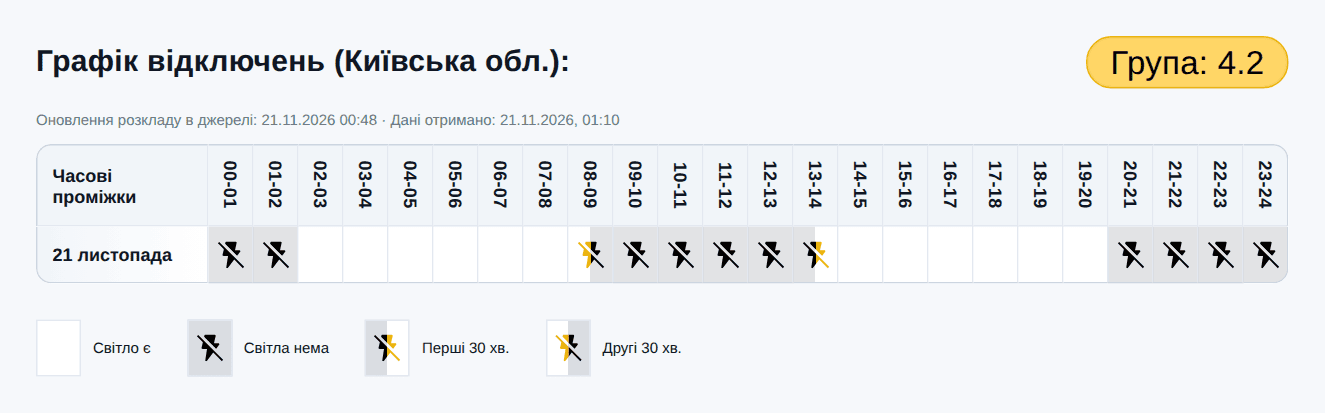 Графік відключень (Київська обл.):
Група: 4.2
Оновлення розкладу в джерелі: 21.11.2026 00:48 · Дані отримано: 21.11.2026, 01:10
Часові
проміжки
00-01
01-02
02-03
03-04
04-05
05-06
06-07
07-08
08-09
09-10
10-11
11-12
12-13
13-14
14-15
15-16
16-17
17-18
18-19
19-20
20-21
21-22
22-23
23-24
21 листопада
Світло є
Світла нема
Перші 30 хв.
Другі 30 хв.